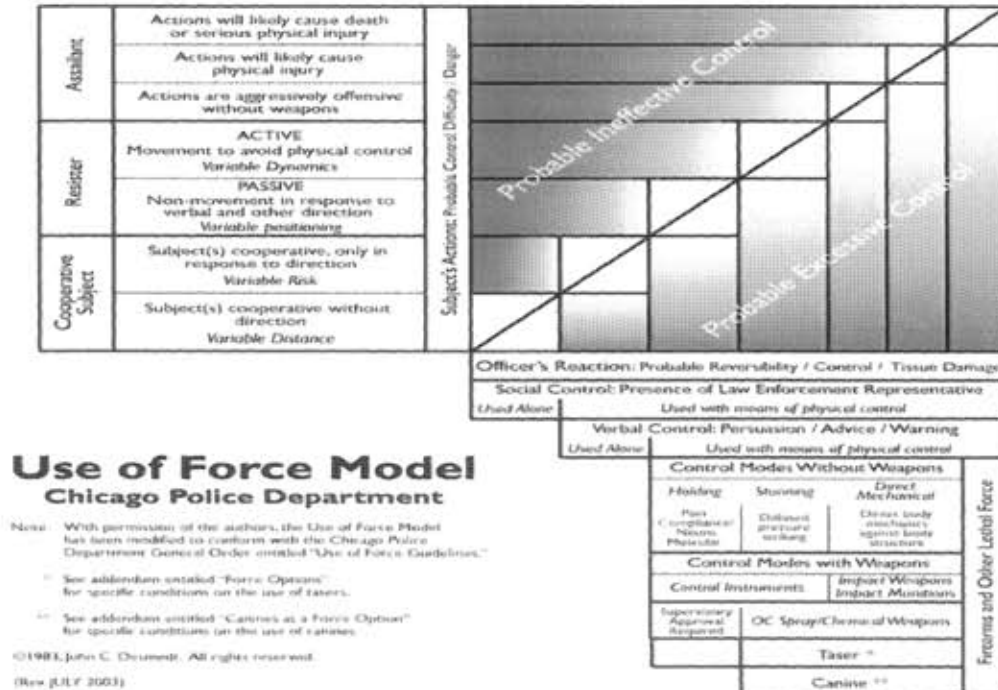 Assailant
Actions will likely cause death
or serious physical injury
Actions will likely cause
physical injury
Actions are aggressively offensive
without weapons
Resister
ACTIVE
Movement to avoid physical control
Variable Dynamics
PASSIVE
Non-movement in response to
verbal and other direction
Variable positioning
Cooperative
Subject
Subject(s) cooperative, only in
response to direction
Variable Risk
Subject(s) cooperative without
direction
Variable Distance
Subject's Actions: Probable Control Difficulty / Danger
Probable Ineffective Control
Probable Excessive Control
Officer's Reaction: Probable Reversibility / Control / Tissue Damage
Social Control: Presence of Law Enforcement Representative
Used Alone
Used with means of physical control
Verbal Control: Persuasion / Advice / Warning
Used Alone
Used with means of physical control
Control Modes Without Weapons
Holding
Stunning
Direct
Mechanical
Pain
Compliance/
Diffused
pressure
striking
body
mechanics
against body
structure
Control Modes with Weapons
Control Instruments
Impact Weapons
Impact Munitions
Supervisory
Approval
Required
OC Spray/Chemical Weapons
Taser *
Canine **
Firearms and Other Lethal Force
Use of Force Model
Chicago Police Department
Note: With permission of the authors, the Use of Force Model
has been modified to conform with the Chicago Police
Department General Order entitled "Use of Force Guidelines."
* See addendum entitled "Force Options"
for specific conditions on the use of tasers.
** See addendum entitled "Canines as a Force Option"
for specific conditions on the use of canines.
©1983, John C. All rights reserved.
(Rev. JULY 2003)